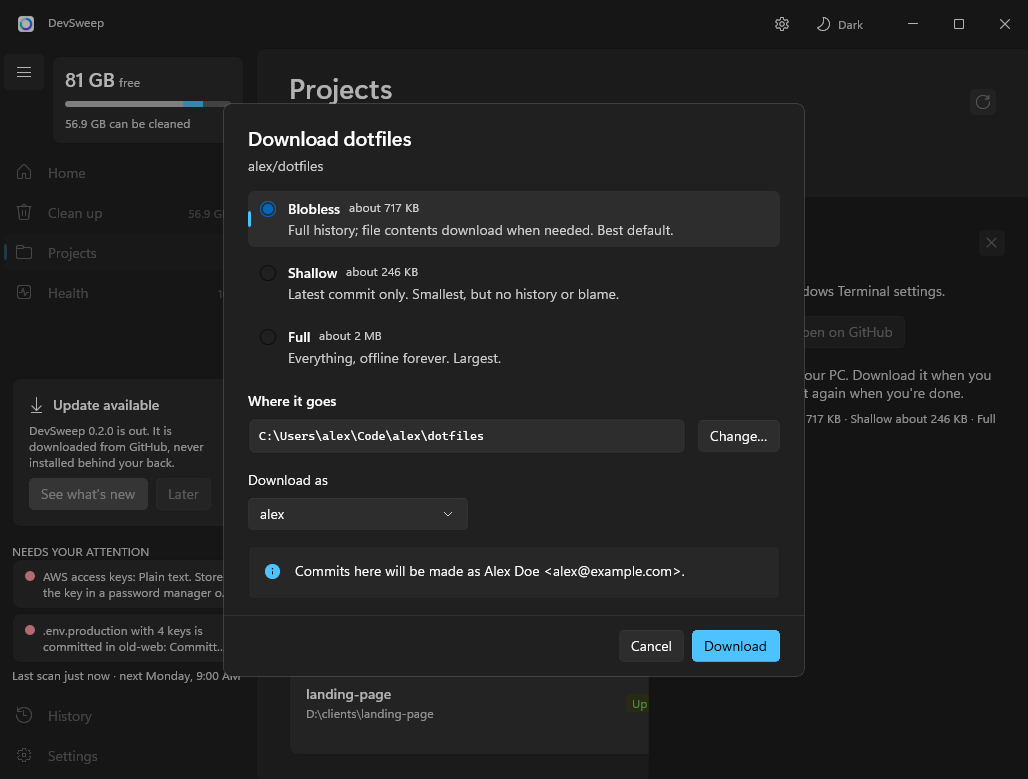 DevSweep
Dark
81 GB free
56.9 GB can be cleaned
Projects
Home
Clean up 56.9 G
Projects
Health
Update available
DevSweep 0.2.0 is out. It is
downloaded from GitHub, never
installed behind your back.
See what's new
Later
NEEDS YOUR ATTENTION
AWS access keys: Plain text. Store
the key in a password manager o.
.env.production with 4 keys is
committed in old-web: Committ...
Last scan just now · next Monday, 9:00 AM
History
Settings
Download dotfiles
alex/dotfiles
Blobless about 717 KB
Full history; file contents download when needed. Best default.
Shallow about 246 KB
Latest commit only. Smallest, but no history or blame.
Full about 2 MB
Everything, offline forever. Largest.
Where it goes
C:\Users\alex\Code\alex\dotfiles
Change...
Download as
alex
Commits here will be made as Alex Doe <alex@example.com>.
Cancel
Download
dows Terminal settings.
pen on GitHub
our PC. Download it when you
t again when you're done.
717 KB · Shallow about 246 KB · Full
landing-page
D:\clients\landing-page
Up